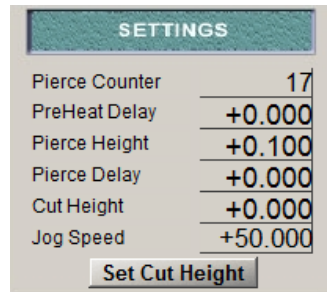 SETTINGS
Pierce Counter 17
PreHeat Delay +0.000
Pierce Height +0.100
Pierce Delay +0.000
Cut Height +0.000
Jog Speed +50.000
Set Cut Height